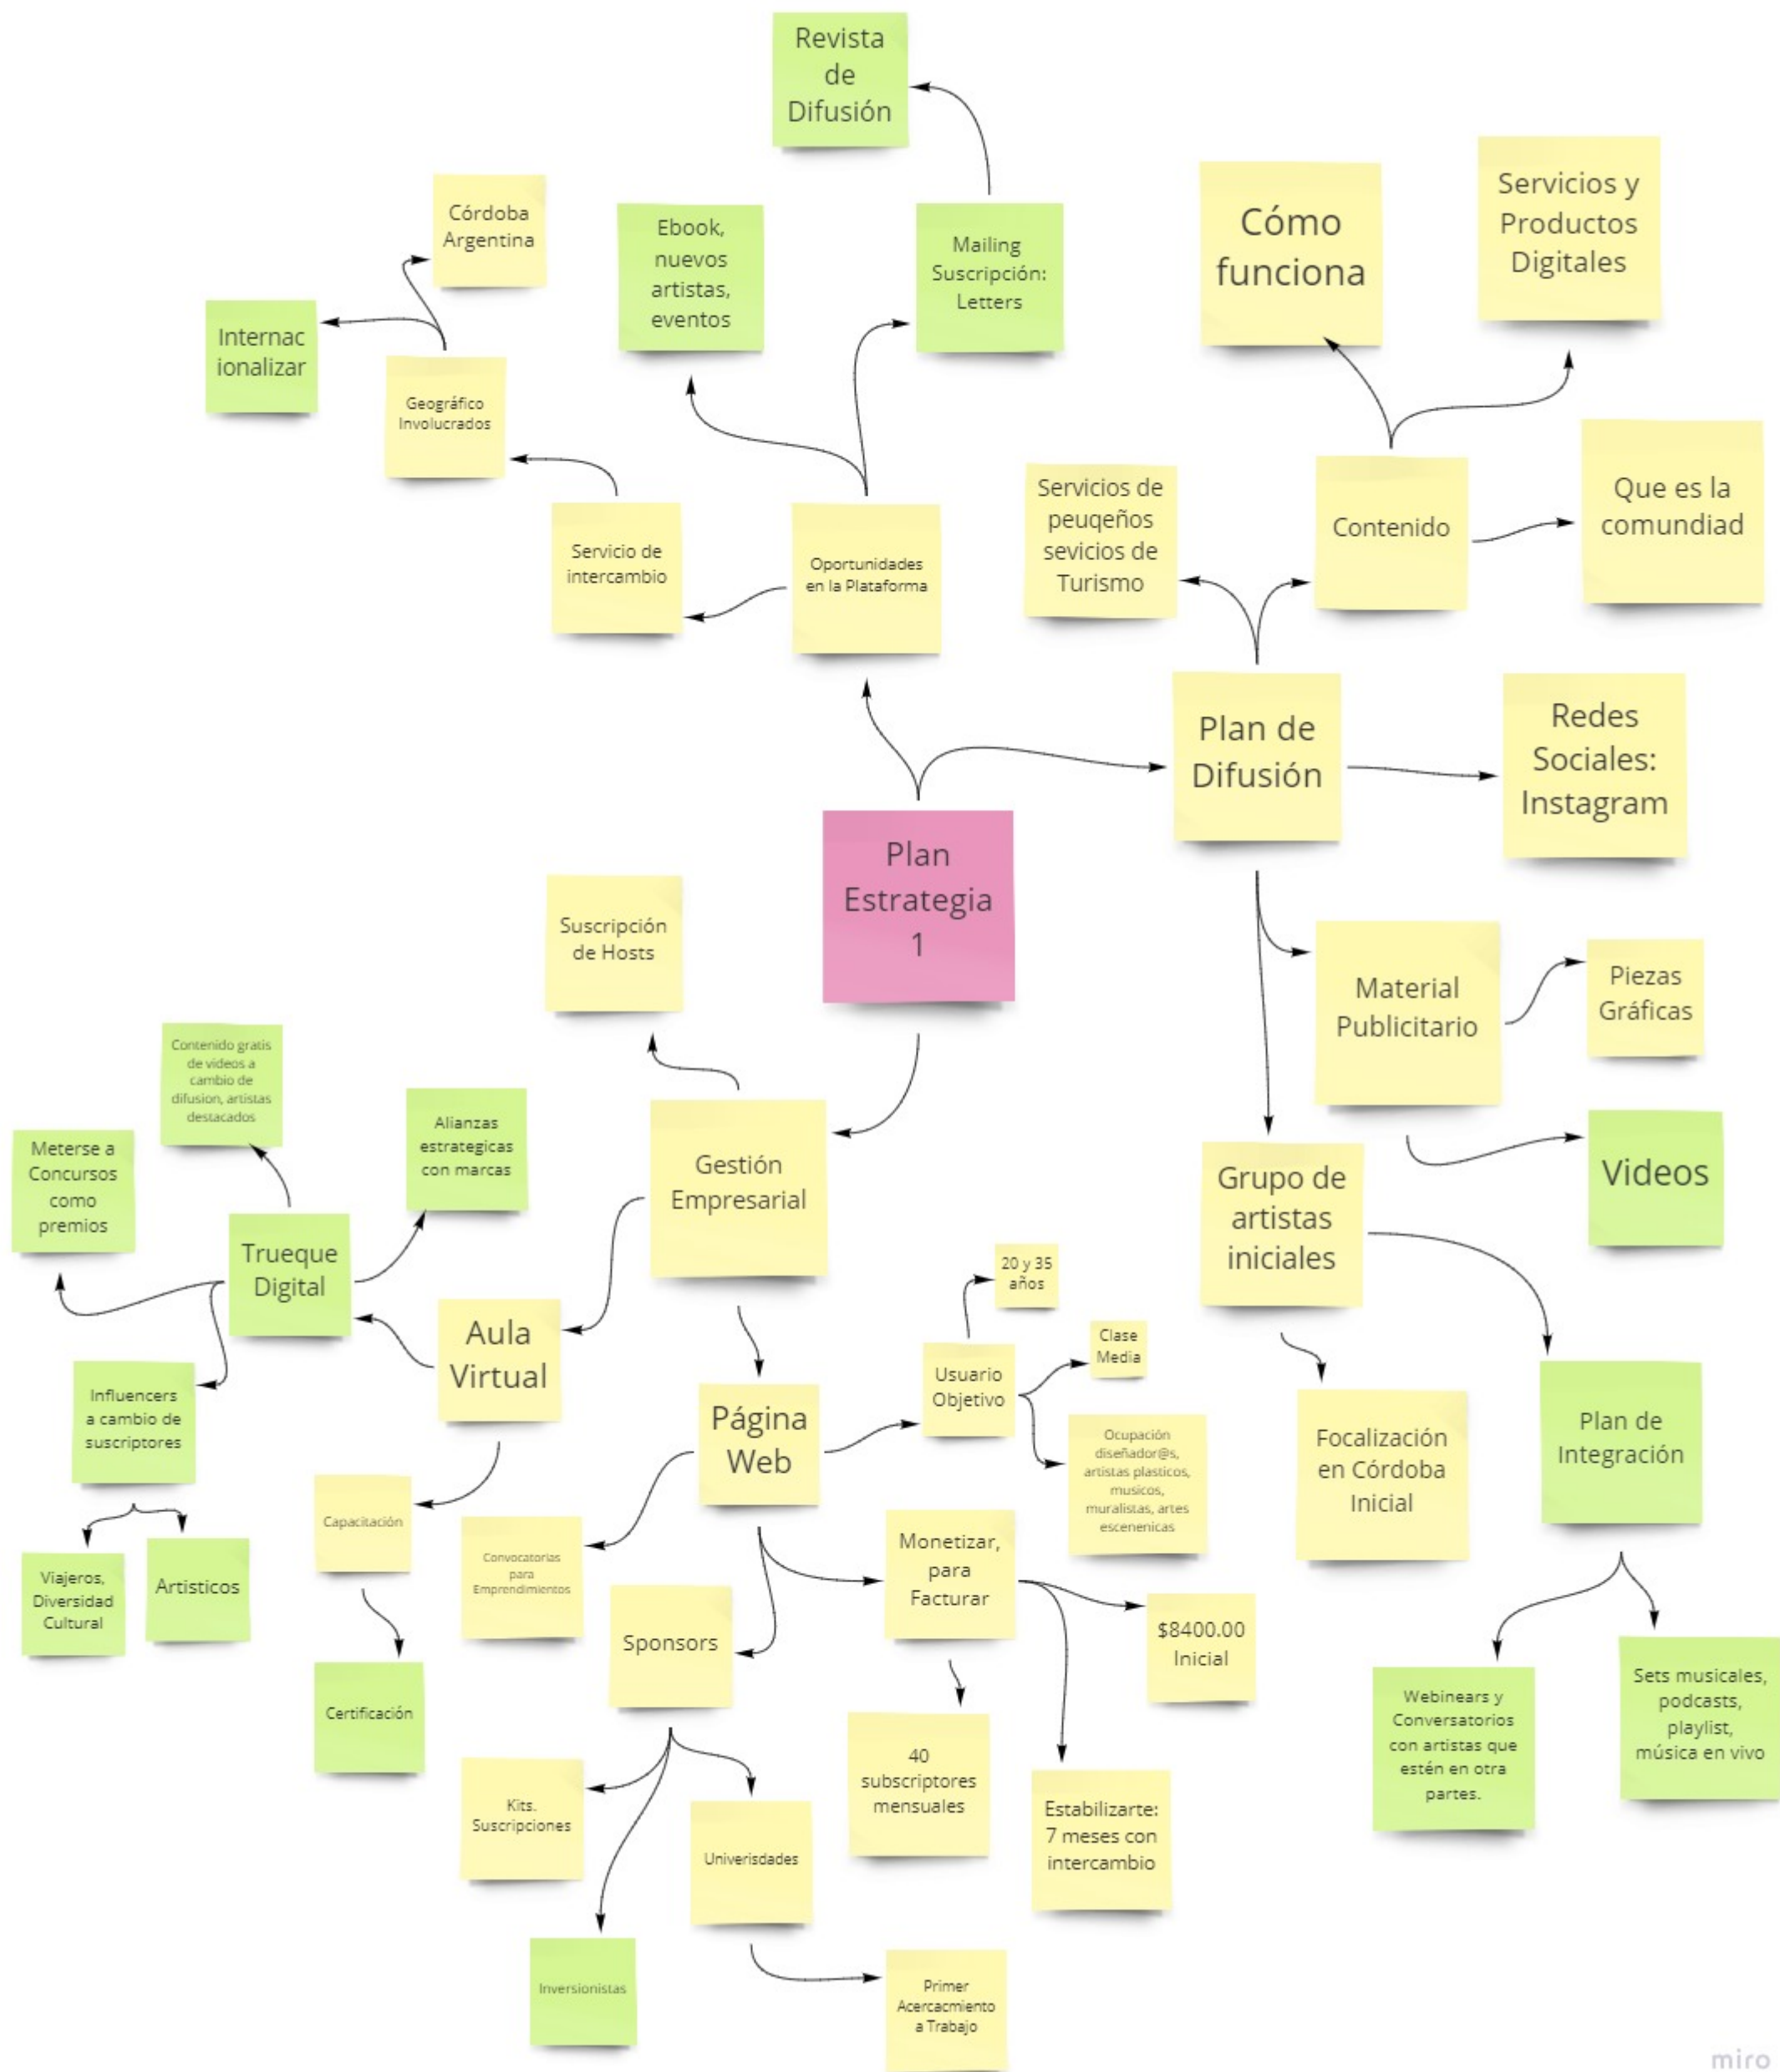 Revista
de
Difusión
Córdoba
Argentina
Ebook,
nuevos
artistas,
eventos
Mailing
Suscripción:
Letters
Cómo
funciona
Servicios y
Productos
Digitales
Internac
ionalizar
Geográfico
Involucrados
Servicio de
intercambio
Oportunidades
en la Plataforma
Servicios de
peuqeños
sevicios de
Turismo
Contenido
Que es la
comundiad
Plan de
Difusión
Redes
Sociales:
Instagram
Plan
Estrategia
1
Suscripción
de Hosts
Material
Publicitario
Piezas
Gráficas
Contenido gratis
de videos a
cambio de
difusion, artistas
destacados
Alianzas
estrategicas
con marcas
Meterse a
Concursos
como
premios
Gestión
Empresarial
Grupo de
artistas
iniciales
Videos
Trueque
Digital
Aula
Virtual
20 y 35
años
Clase
Media
Usuario
Objetivo
Influencers
a cambio de
suscriptores
Página
Web
Ocupación
diseñador@s,
artistas plasticos,
musicos,
muralistas, artes
escenenicas
Focalización
en Córdoba
Inicial
Plan de
Integración
Capacitación
Convocatorias
para
Emprendimientos
Monetizar,
para
Facturar
Viajeros,
Diversidad
Cultural
Artisticos
Sponsors
$8400.00
Inicial
Certificación
Webinears y
Conversatorios
con artistas que
estén en otra
partes.
Sets musicales,
podcasts,
playlist,
música en vivo
Kits.
Suscripciones
Univerisdades
40
subscriptores
mensuales
Estabilizarte:
7 meses con
intercambio
Inversionistas
Primer
Acercacmiento
a Trabajo
miro